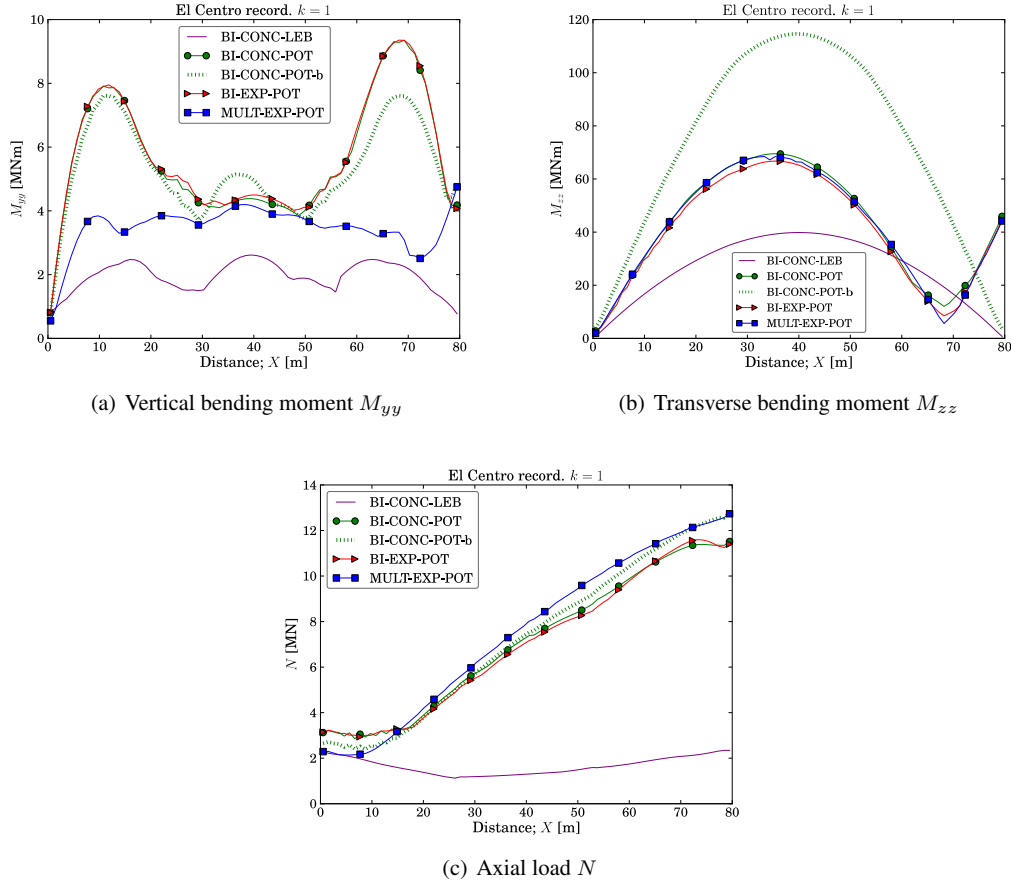 El Centro record. k = 1
BI-CONC-LEB
BI-CONC-POT
BI-CONC-POT-b
BI-EXP-POT
MULT-EXP-POT
M_yy [MNm]
10
8
6
4
2
0
0 10 20 30 40 50 60 70 80
Distance; X [m]
(a) Vertical bending moment M_yy
El Centro record. k = 1
M_zz [MNm]
120
100
80
60
40
20
0
BI-CONC-LEB
BI-CONC-POT
BI-CONC-POT-b
BI-EXP-POT
MULT-EXP-POT
0 10 20 30 40 50 60 70 80
Distance; X [m]
(b) Transverse bending moment M_zz
El Centro record. k = 1
BI-CONC-LEB
BI-CONC-POT
BI-CONC-POT-b
BI-EXP-POT
MULT-EXP-POT
N [MN]
14
12
10
8
6
4
2
0
0 10 20 30 40 50 60 70 80
Distance; X [m]
(c) Axial load N